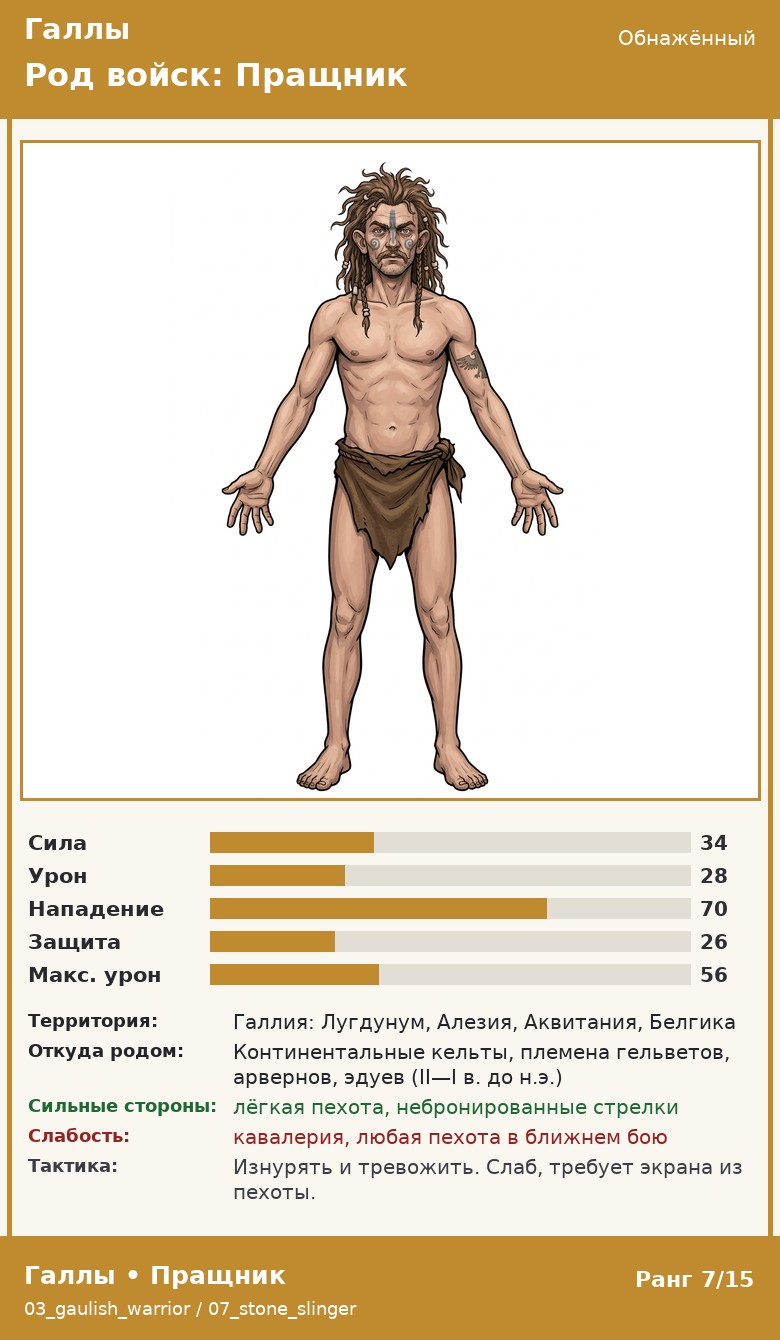 Галлы
Обнажённый
Род войск: Пращник
Сила 34
Урон 28
Нападение 70
Защита 26
Макс. урон 56
Территория: Галлия: Лугдунум, Алезия, Аквитания, Белгика
Откуда родом: Континентальные кельты, племена гельветов,
арвернов, эдуев (II—I в. до н.э.)
Сильные стороны: лёгкая пехота, небронированные стрелки
Слабость: кавалерия, любая пехота в ближнем бою
Тактика: Изнурять и тревожить. Слаб, требует экрана из
пехоты.
Галлы • Пращник
Ранг 7/15
03_gaulish_warrior / 07_stone_slinger